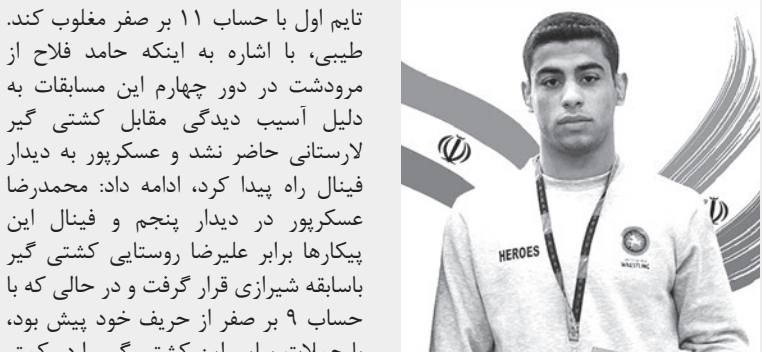 تایم اول با حساب ۱۱ بر صفر مغلوب کند.
طیبی، با اشاره به اینکه حامد فلاح از
مرودشت در دور چهارم این مسابقات به
دلیل آسیب دیدگی مقابل کشتی گیر
لارستانی حاضر نشد و عسکرپور به دیدار
فینال راه پیدا کرد، ادامه داد: محمدرضا
عسکرپور در دیدار پنجم و فینال این
پیکارها برابر علیرضا روستایی کشتی گیر
باسابقه شیرازی قرار گرفت و در حالی که با
حساب ۹ بر صفر از حریف خود پیش بود،
HEROES
WRESTLING